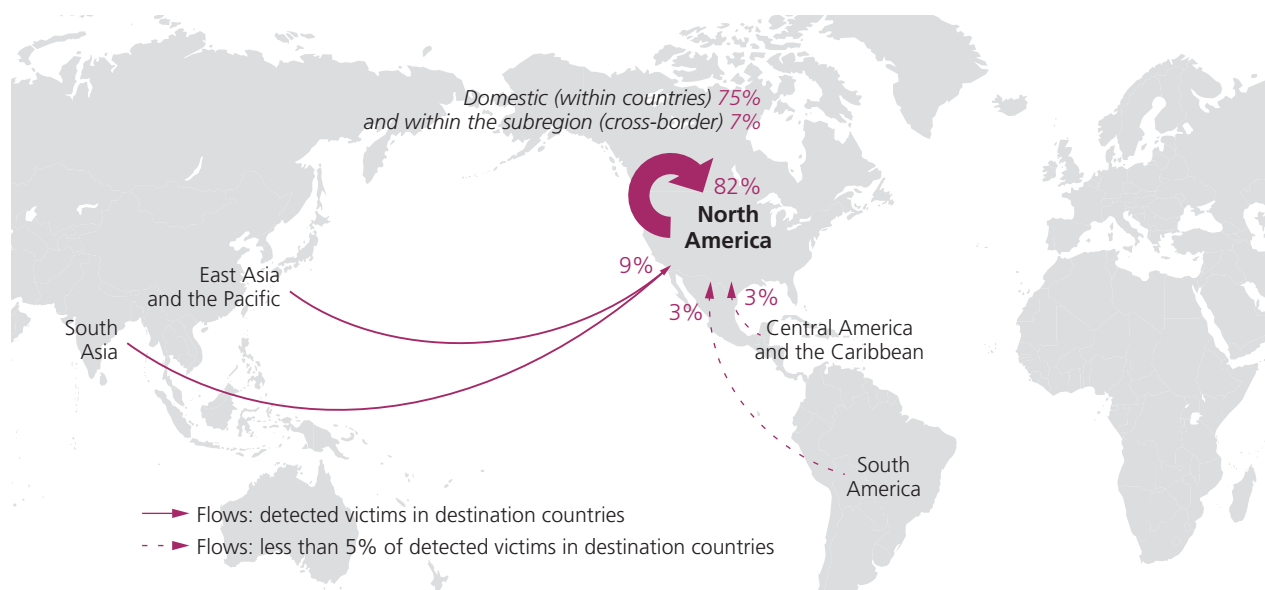 Domestic (within countries) 75%
and within the subregion (cross-border) 7%
82%
North
America
9%
East Asia
and the Pacific
South
Asia
3%
3%
Central America
and the Caribbean
South
America
Flows: detected victims in destination countries
Flows: less than 5% of detected victims in destination countries